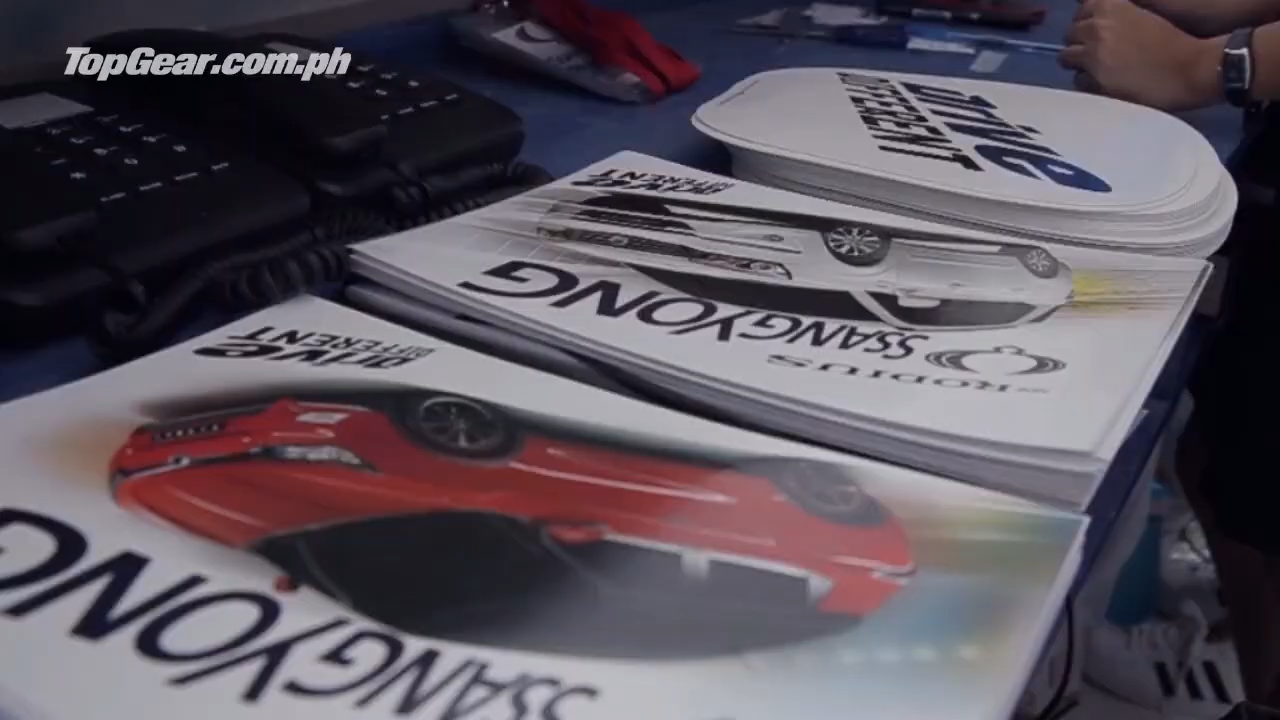 TopGear.com.ph
drive
DIFFERENT
drive
DIFFERENT
SSANGYONG
RODIUS
drive
DIFFERENT
SSANGYONG